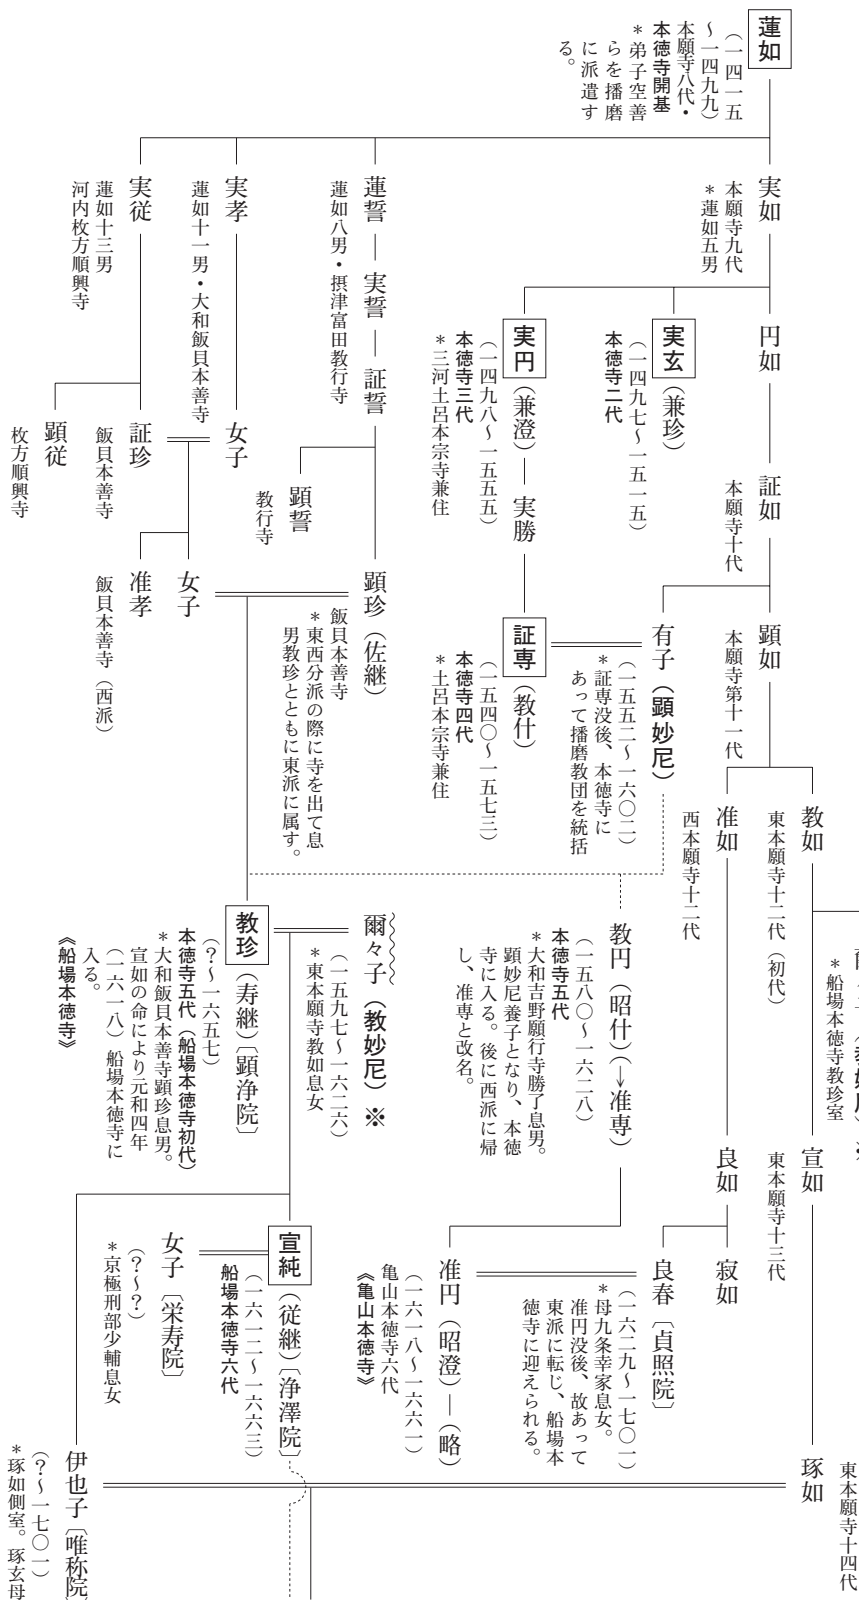 蓮如
(一四一五
～一四九九)
本願寺八代・
本徳寺開基
＊弟子空善
らを播磨
に派遣す
る。
実如
本願寺九代
＊蓮如五男
蓮誓 ― 実誓 ― 証誓
蓮如八男・摂津富田教行寺
実孝
蓮如十一男・大和飯貝本善寺
実従
蓮如十三男
河内枚方順興寺
円如
実玄(兼珍)
(一四九七～一五一五)
本徳寺二代
実円(兼澄) ― 実勝
(一四九八～一五五五)
本徳寺三代
＊三河土呂本宗寺兼住
証如
本願寺十代
顕誓
教行寺
女子
証珍
飯貝本善寺
顕従
枚方順興寺
顕如
本願寺第十一代
有子(顕妙尼)
(一五五二～一六〇二)
＊証専没後、本徳寺に
あって播磨教団を統括
証専(教什)
(一五四〇～一五七三)
本徳寺四代
＊土呂本宗寺兼住
顕珍(佐継)
飯貝本善寺
＊東西分派の際に寺を出て息
男教珍とともに東派に属す。
女子
准孝
飯貝本善寺(西派)
＊船場本徳寺教珍室
教如
東本願寺十二代(初代)
准如
西本願寺十二代
教円(昭什)(→准専)
(一五八〇～一六二八)
本徳寺五代
＊大和吉野願行寺勝了息男。
顕妙尼養子となり、本徳
寺に入る。後に西派に帰
し、准専と改名。
爾々子(教妙尼)※
(一五九七～一六二六)
＊東本願寺教如息女
教珍(寿継)〔顕浄院〕
(？～一六五七)
本徳寺五代(船場本徳寺初代)
＊大和飯貝本善寺顕珍息男。
宣如の命により元和四年
(一六一八)船場本徳寺に
入る。
《船場本徳寺》
宣如
東本願寺十三代
良如
寂如
良春〔貞照院〕
(一六二九～一七〇一)
＊母九条幸家息女。
准円没後、故あって
東派に転じ、船場本
徳寺に迎えられる。
准円(昭澄) ― (略)
(一六一八～一六六一)
亀山本徳寺六代
《亀山本徳寺》
宣純(従継)〔浄澤院〕
(一六一二～一六六三)
船場本徳寺六代
女子〔栄寿院〕
(？～？)
＊京極刑部少輔息女
琢如
東本願寺十四代
伊也子〔唯称院〕
(？～一七〇一)
＊琢如側室。琢玄母